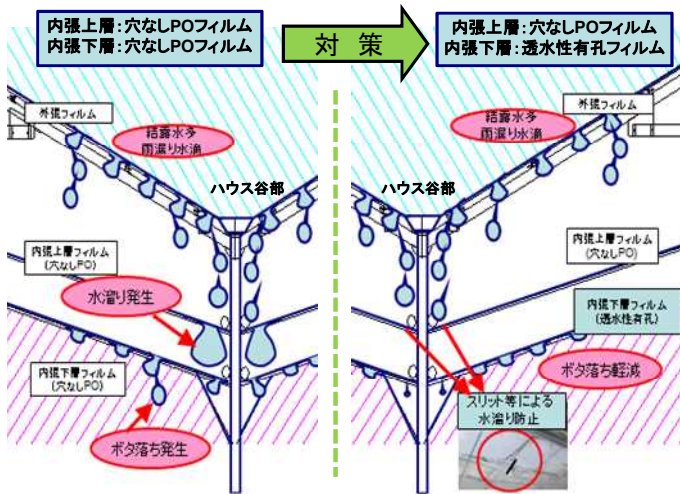 内張上層：穴なしPOフィルム
内張下層：穴なしPOフィルム
対 策
内張上層：穴なしPOフィルム
内張下層：透水性有孔フィルム
外張フィルム
結露水多
雨漏り水滴
ハウス谷部
内張上層フィルム
(穴なしPO)
水溜り発生
内張下層フィルム
(穴なしPO)
ボタ落ち発生
外張フィルム
結露水多
雨漏り水滴
ハウス谷部
内張上層フィルム
(穴なしPO)
内張下層フィルム
(透水性有孔)
ボタ落ち軽減
スリット等による
水溜り防止